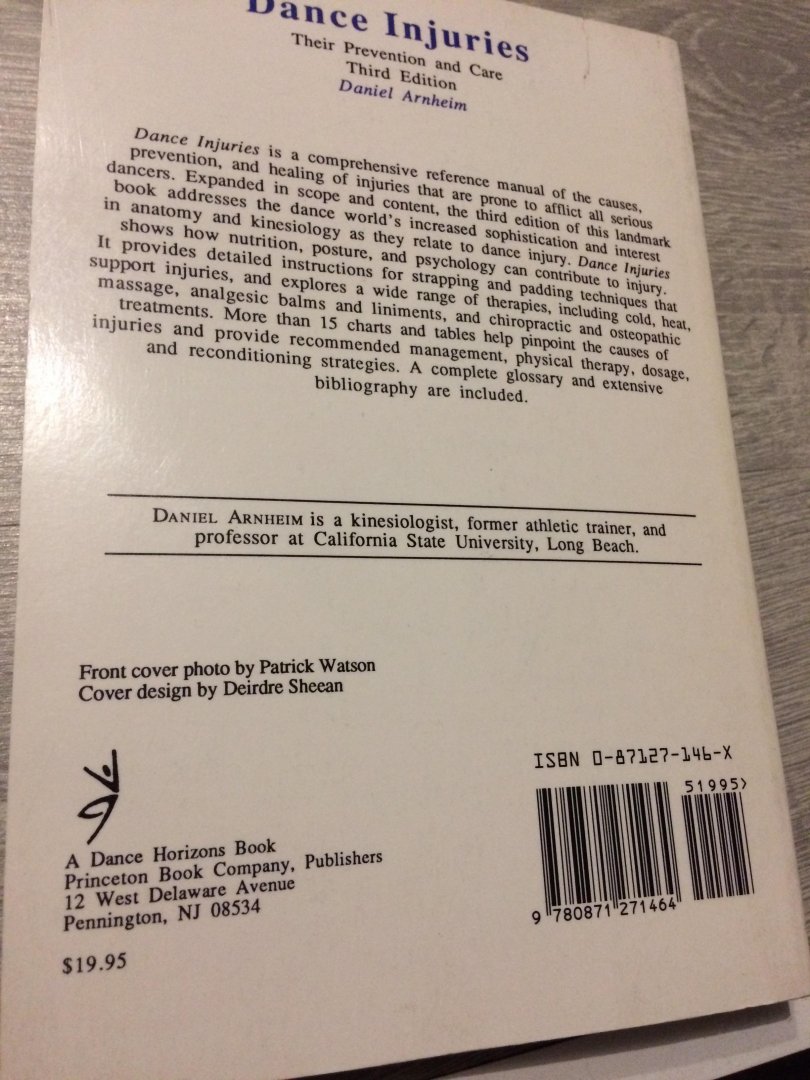 Dance Injuries
Their Prevention and Care
Third Edition
Daniel Arnheim
Dance Injuries is a comprehensive reference manual of the causes,
prevention, and healing of injuries that are prone to afflict all serious
dancers. Expanded in scope and content, the third edition of this landmark
book addresses the dance world's increased sophistication and interest
in anatomy and kinesiology as they relate to dance injury. Dance Injuries
shows how nutrition, posture, and psychology can contribute to injury.
It provides detailed instructions for strapping and padding techniques that
support injuries, and explores a wide range of therapies, including cold, heat,
massage, analgesic balms and liniments, and chiropractic and osteopathic
treatments. More than 15 charts and tables help pinpoint the causes of
injuries and provide recommended management, physical therapy, dosage,
and reconditioning strategies. A complete glossary and extensive
bibliography are included.
DANIEL ARNHEIM is a kinesiologist, former athletic trainer, and
professor at California State University, Long Beach.
Front cover photo by Patrick Watson
Cover design by Deirdre Sheean
ISBN 0-87127-146-X
51995>
9 780871 271464
A Dance Horizons Book
Princeton Book Company, Publishers
12 West Delaware Avenue
Pennington, NJ 08534
$19.95